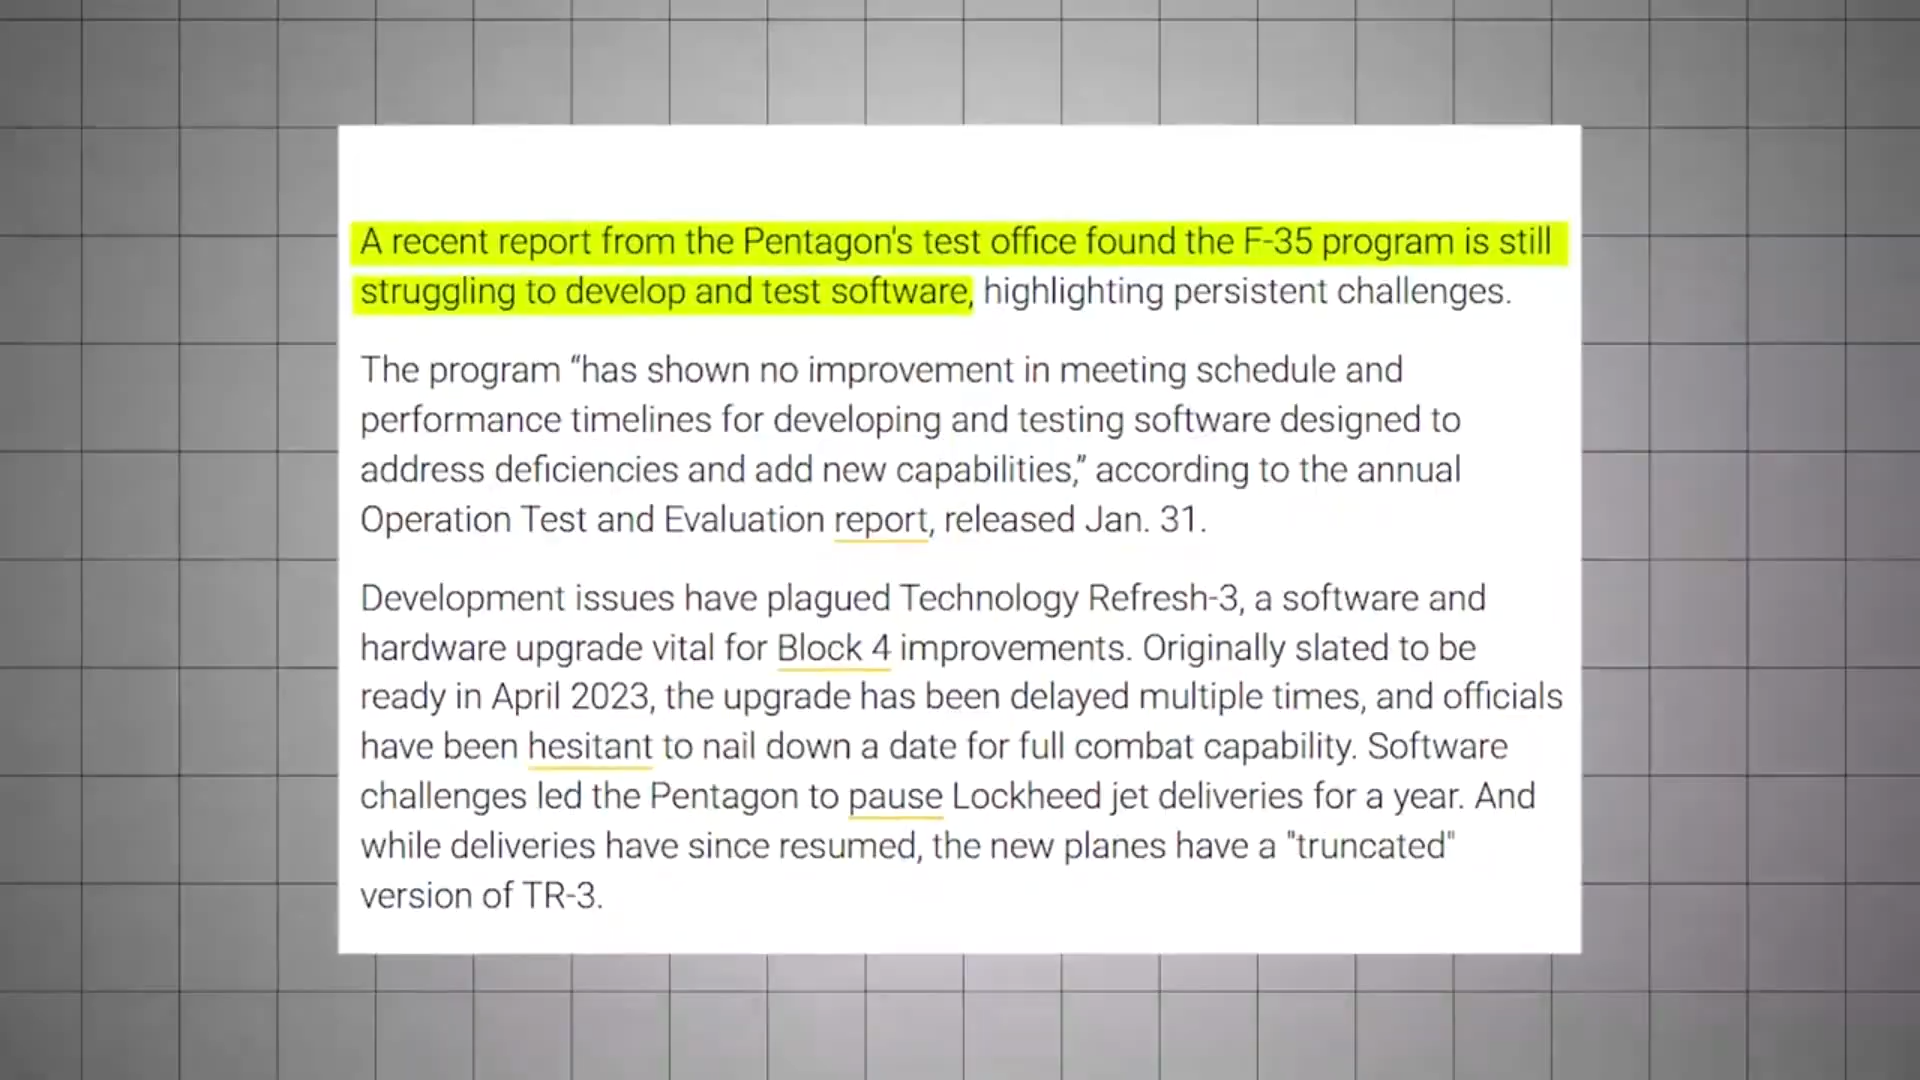 A recent report from the Pentagon's test office found the F-35 program is still
struggling to develop and test software, highlighting persistent challenges.
The program “has shown no improvement in meeting schedule and
performance timelines for developing and testing software designed to
address deficiencies and add new capabilities,” according to the annual
Operation Test and Evaluation report, released Jan. 31.
Development issues have plagued Technology Refresh-3, a software and
hardware upgrade vital for Block 4 improvements. Originally slated to be
ready in April 2023, the upgrade has been delayed multiple times, and officials
have been hesitant to nail down a date for full combat capability. Software
challenges led the Pentagon to pause Lockheed jet deliveries for a year. And
while deliveries have since resumed, the new planes have a "truncated"
version of TR-3.